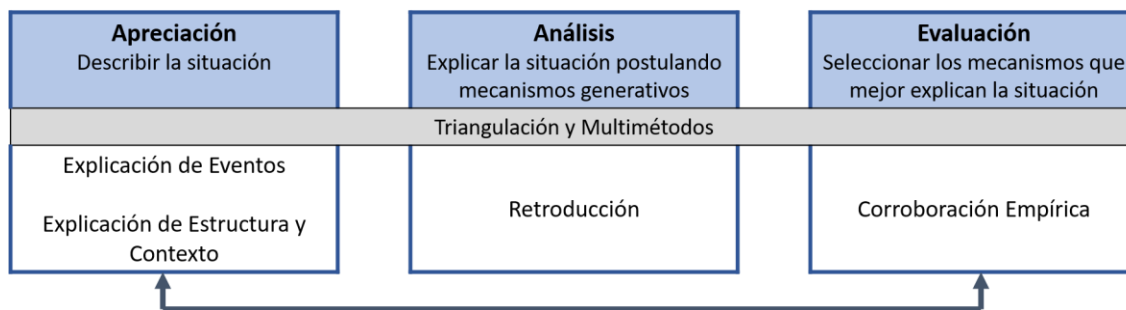 Apreciación
Describir la situación
Análisis
Explicar la situación postulando
mecanismos generativos
Evaluación
Seleccionar los mecanismos que
mejor explican la situación
Triangulación y Multimétodos
Explicación de Eventos
Explicación de Estructura y
Contexto
Retroducción
Corroboración Empírica